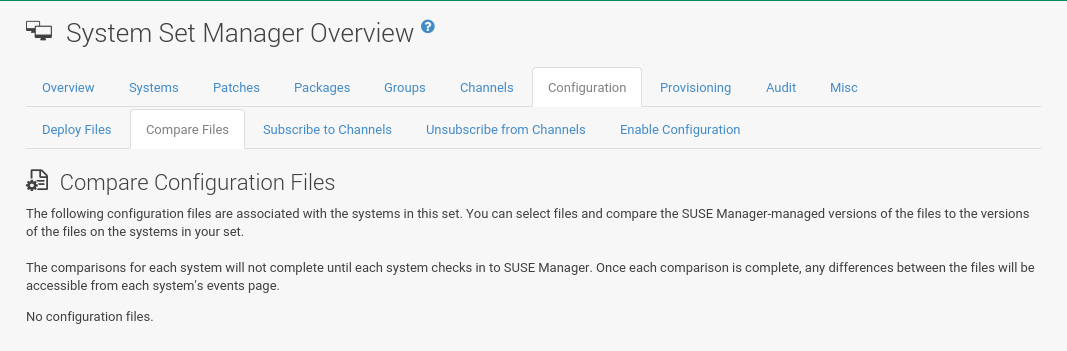 System Set Manager Overview ?
Overview Systems Patches Packages Groups Channels Configuration Provisioning Audit Misc
Deploy Files Compare Files Subscribe to Channels Unsubscribe from Channels Enable Configuration
Compare Configuration Files
The following configuration files are associated with the systems in this set. You can select files and compare the SUSE Manager-managed versions of the files to the versions
of the files on the systems in your set.
The comparisons for each system will not complete until each system checks in to SUSE Manager. Once each comparison is complete, any differences between the files will be
accessible from each system's events page.
No configuration files.